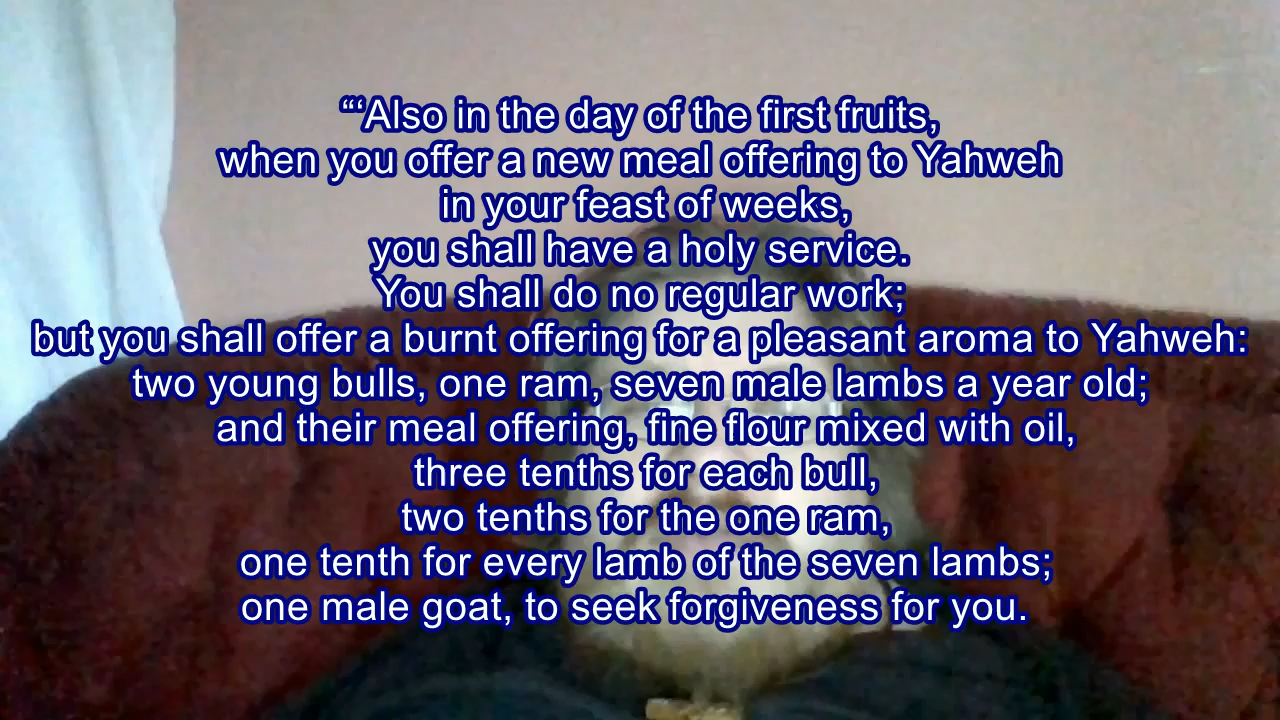 “‘Also in the day of the first fruits,
when you offer a new meal offering to Yahweh
in your feast of weeks,
you shall have a holy service.
You shall do no regular work;
but you shall offer a burnt offering for a pleasant aroma to Yahweh:
two young bulls, one ram, seven male lambs a year old;
and their meal offering, fine flour mixed with oil,
three tenths for each bull,
two tenths for the one ram,
one tenth for every lamb of the seven lambs;
one male goat, to seek forgiveness for you.